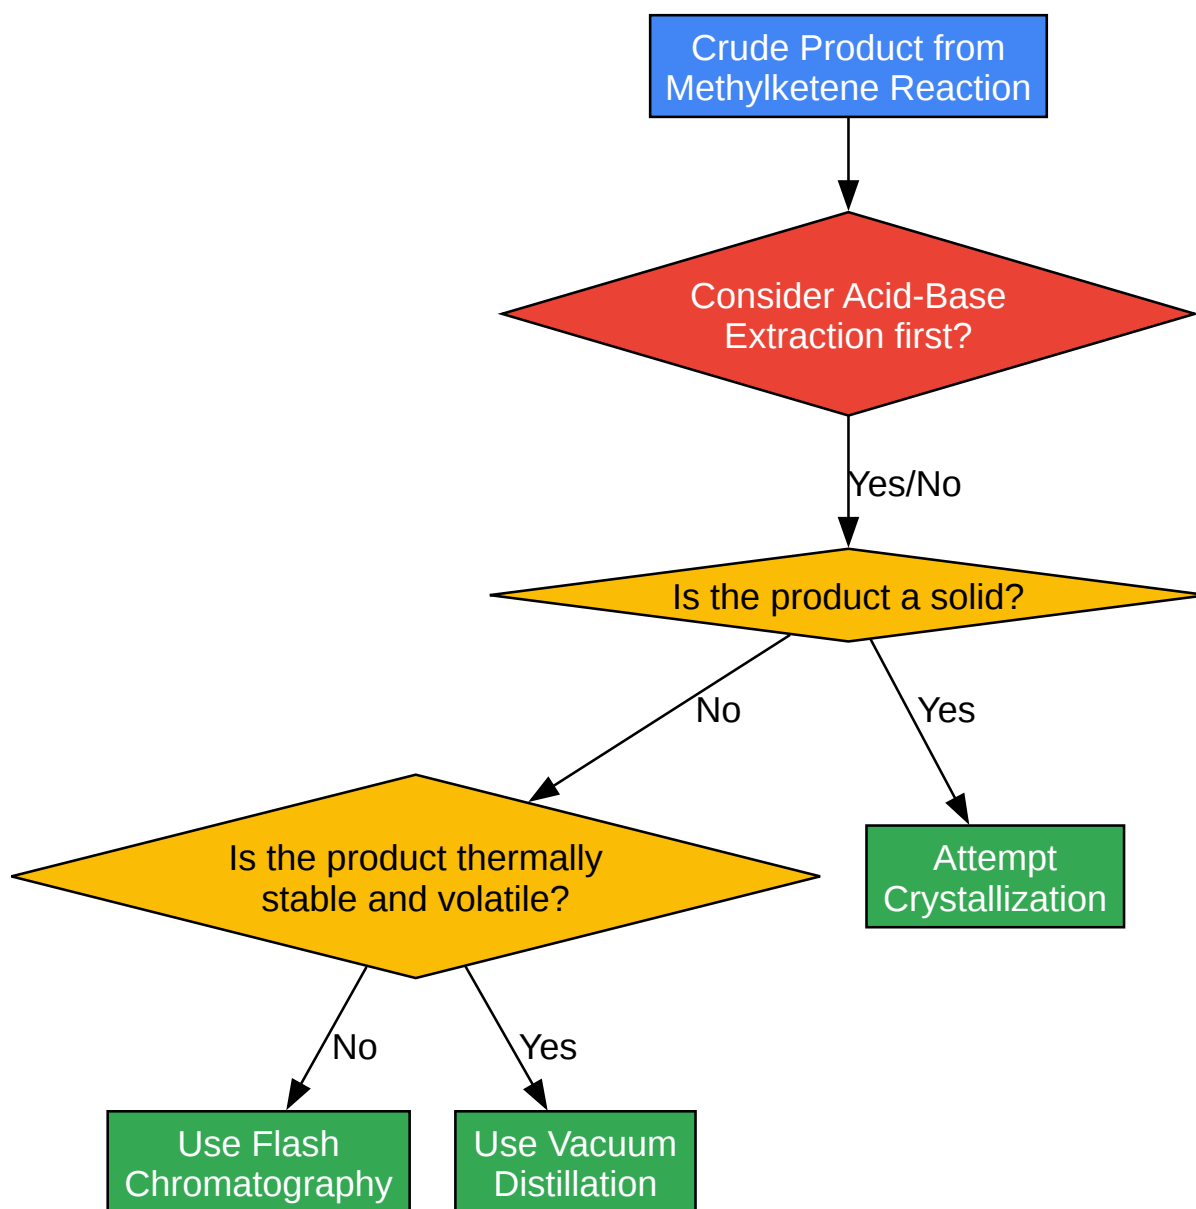 Crude Product from
Methylketene Reaction
Consider Acid-Base
Extraction first?
Yes/No
Is the product a solid?
No
Yes
Is the product thermally
stable and volatile?
Attempt
Crystallization
No
Yes
Use Flash
Chromatography
Use Vacuum
Distillation